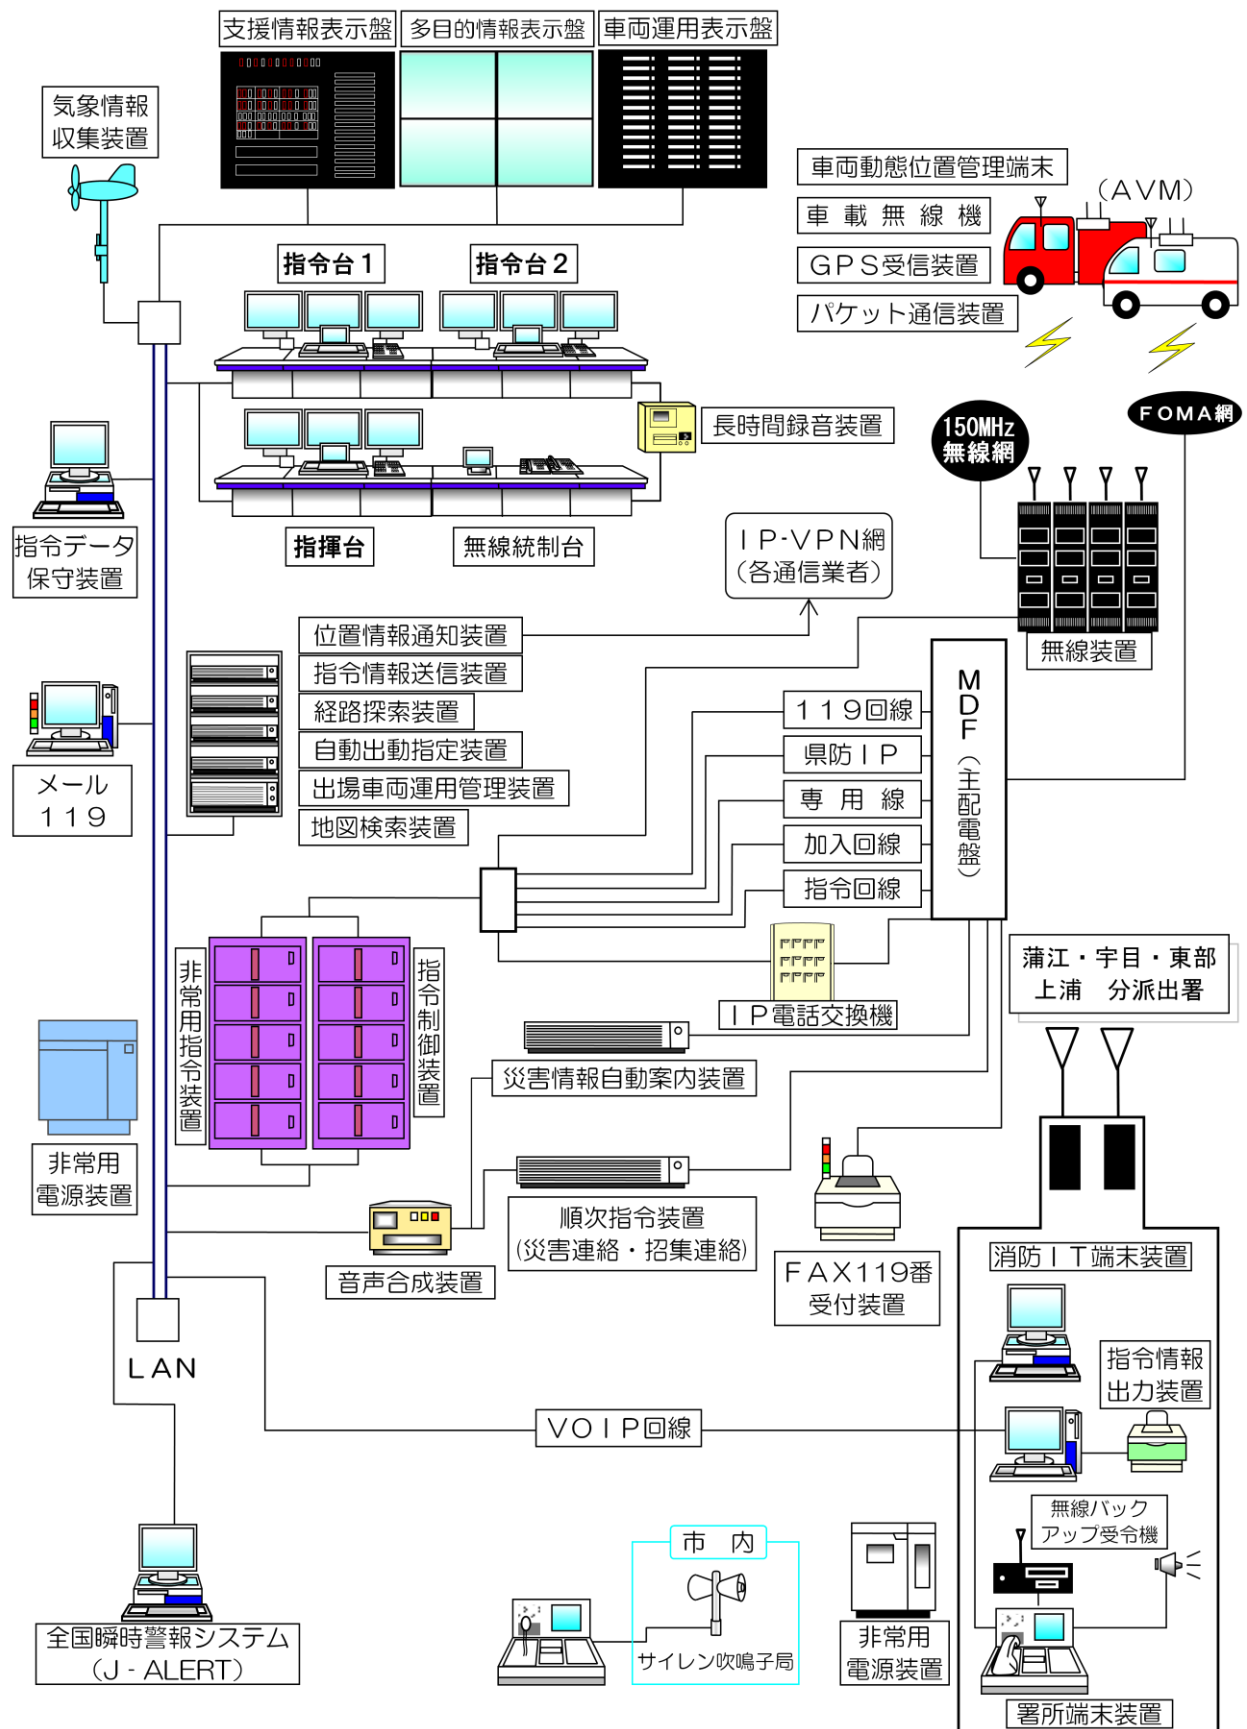 支援情報表示盤
多目的情報表示盤
車両運用表示盤
気象情報
収集装置
車両動態位置管理端末
(AVM)
車載無線機
GPS受信装置
パケット通信装置
指令台1
指令台2
長時間録音装置
150MHz
無線網
FOMA網
指令データ
保守装置
指揮台
無線統制台
IP-VPN網
(各通信業者)
無線装置
位置情報通知装置
指令情報送信装置
経路探索装置
自動出動指定装置
出場車両運用管理装置
地図検索装置
メール
119
MDF(主配電盤)
119回線
県防IP
専用線
加入回線
指令回線
IP電話交換機
非常用指令装置
指令制御装置
蒲江・宇目・東部
上浦 分派出署
災害情報自動案内装置
非常用
電源装置
順次指令装置
(災害連絡・招集連絡)
音声合成装置
FAX119番
受付装置
消防IT端末装置
指令情報
出力装置
LAN
VOIP回線
無線バック
アップ受令機
市内
サイレン吹鳴子局
非常用
電源装置
全国瞬時警報システム
(J-ALERT)
署所端末装置